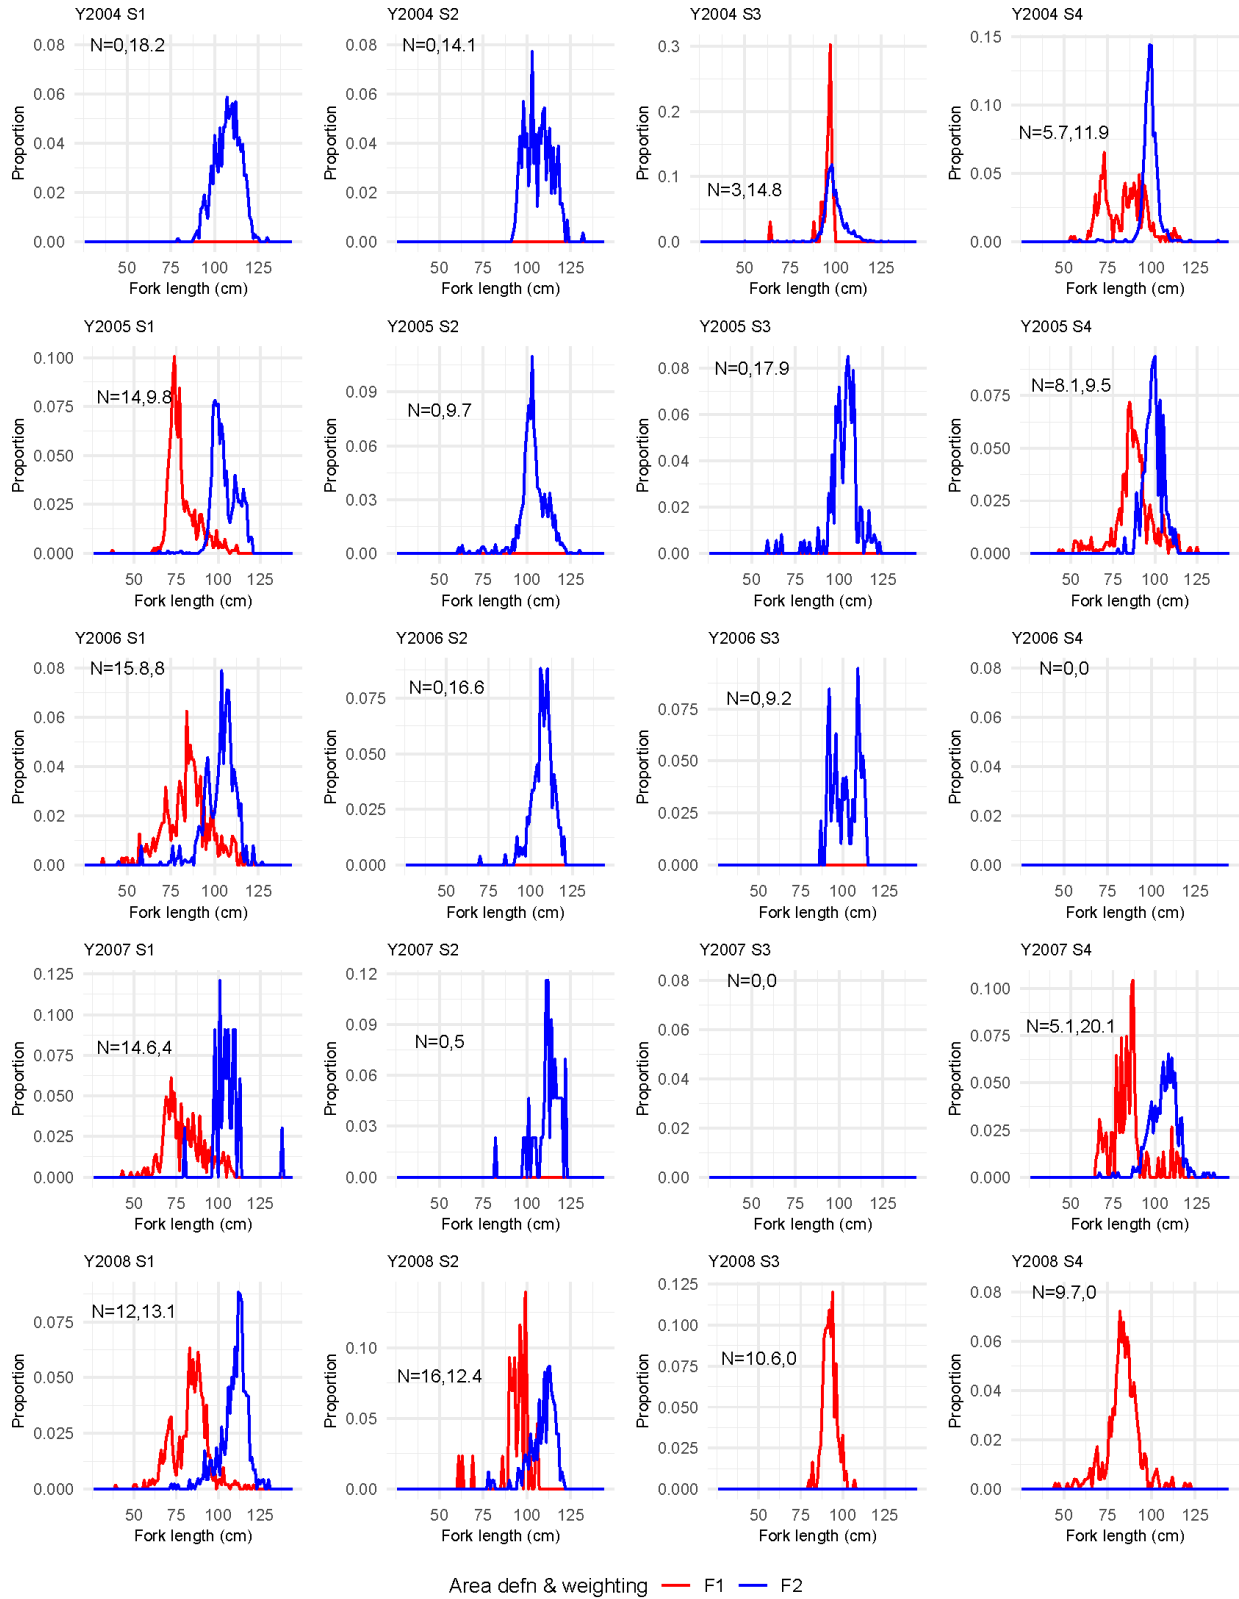 Y2004 S1
N=0,18.2
Proportion
0.08
0.06
0.04
0.02
0.00
50 75 100 125
Fork length (cm)
Y2004 S2
N=0,14.1
Proportion
0.08
0.06
0.04
0.02
0.00
50 75 100 125
Fork length (cm)
Y2004 S3
N=3,14.8
Proportion
0.3
0.2
0.1
0.0
50 75 100 125
Fork length (cm)
Y2004 S4
N=5.7,11.9
Proportion
0.15
0.10
0.05
0.00
50 75 100 125
Fork length (cm)
Y2005 S1
N=14,9.8
Proportion
0.100
0.075
0.050
0.025
0.000
50 75 100 125
Fork length (cm)
Y2005 S2
N=0,9.7
Proportion
0.09
0.06
0.03
0.00
50 75 100 125
Fork length (cm)
Y2005 S3
N=0,17.9
Proportion
0.08
0.06
0.04
0.02
0.00
50 75 100 125
Fork length (cm)
Y2005 S4
N=8.1,9.5
Proportion
0.075
0.050
0.025
0.000
50 75 100 125
Fork length (cm)
Y2006 S1
N=15.8,8
Proportion
0.08
0.06
0.04
0.02
0.00
50 75 100 125
Fork length (cm)
Y2006 S2
N=0,16.6
Proportion
0.075
0.050
0.025
0.000
50 75 100 125
Fork length (cm)
Y2006 S3
N=0,9.2
Proportion
0.075
0.050
0.025
0.000
50 75 100 125
Fork length (cm)
Y2006 S4
N=0,0
Proportion
0.08
0.06
0.04
0.02
0.00
50 75 100 125
Fork length (cm)
Y2007 S1
N=14.6,4
Proportion
0.125
0.100
0.075
0.050
0.025
0.000
50 75 100 125
Fork length (cm)
Y2007 S2
N=0,5
Proportion
0.12
0.09
0.06
0.03
0.00
50 75 100 125
Fork length (cm)
Y2007 S3
N=0,0
Proportion
0.08
0.06
0.04
0.02
0.00
50 75 100 125
Fork length (cm)
Y2007 S4
N=5.1,20.1
Proportion
0.100
0.075
0.050
0.025
0.000
50 75 100 125
Fork length (cm)
Y2008 S1
N=12,13.1
Proportion
0.075
0.050
0.025
0.000
50 75 100 125
Fork length (cm)
Y2008 S2
N=16,12.4
Proportion
0.10
0.05
0.00
50 75 100 125
Fork length (cm)
Y2008 S3
N=10.6,0
Proportion
0.125
0.100
0.075
0.050
0.025
0.000
50 75 100 125
Fork length (cm)
Y2008 S4
N=9.7,0
Proportion
0.08
0.06
0.04
0.02
0.00
50 75 100 125
Fork length (cm)
Area defn & weighting F1 F2